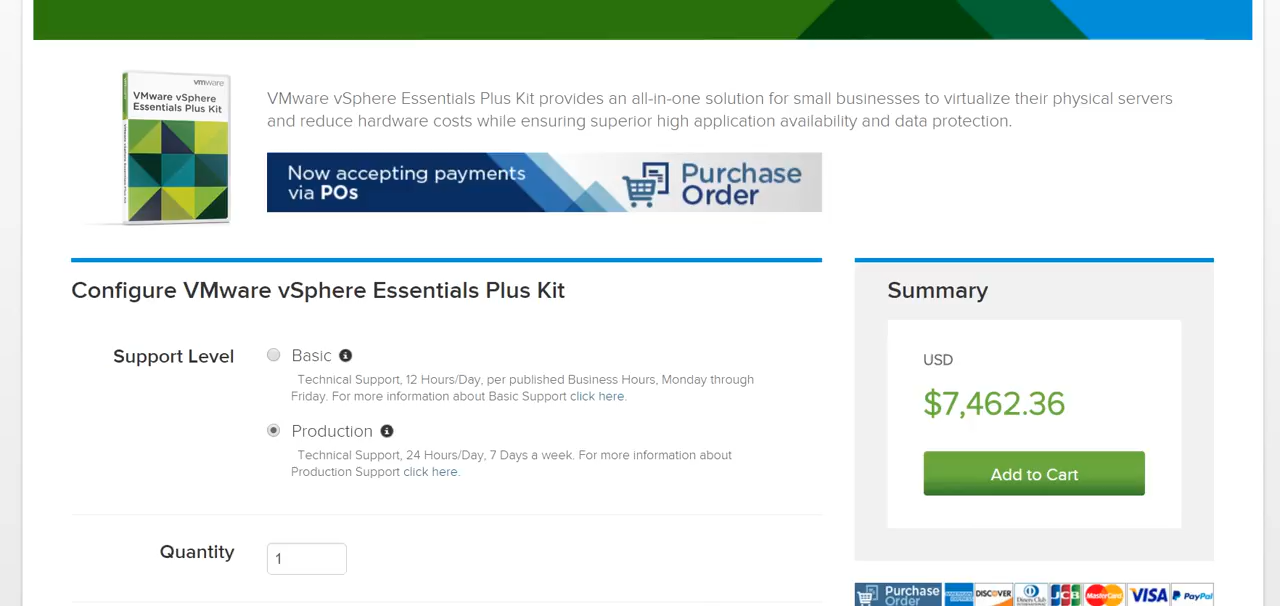 vmware
VMware vSphere
Essentials Plus Kit
VMware vSphere Essentials Plus Kit provides an all-in-one solution for small businesses to virtualize their physical servers
and reduce hardware costs while ensuring superior high application availability and data protection.
Now accepting payments
via POs
Purchase
Order
Configure VMware vSphere Essentials Plus Kit
Support Level
Basic
Technical Support, 12 Hours/Day, per published Business Hours, Monday through
Friday. For more information about Basic Support click here.
Production
Technical Support, 24 Hours/Day, 7 Days a week. For more information about
Production Support click here.
Quantity
1
Summary
USD
$7,462.36
Add to Cart
Purchase
Order
DISCOVER
Diners Club
JCB
MasterCard
VISA
PayPal